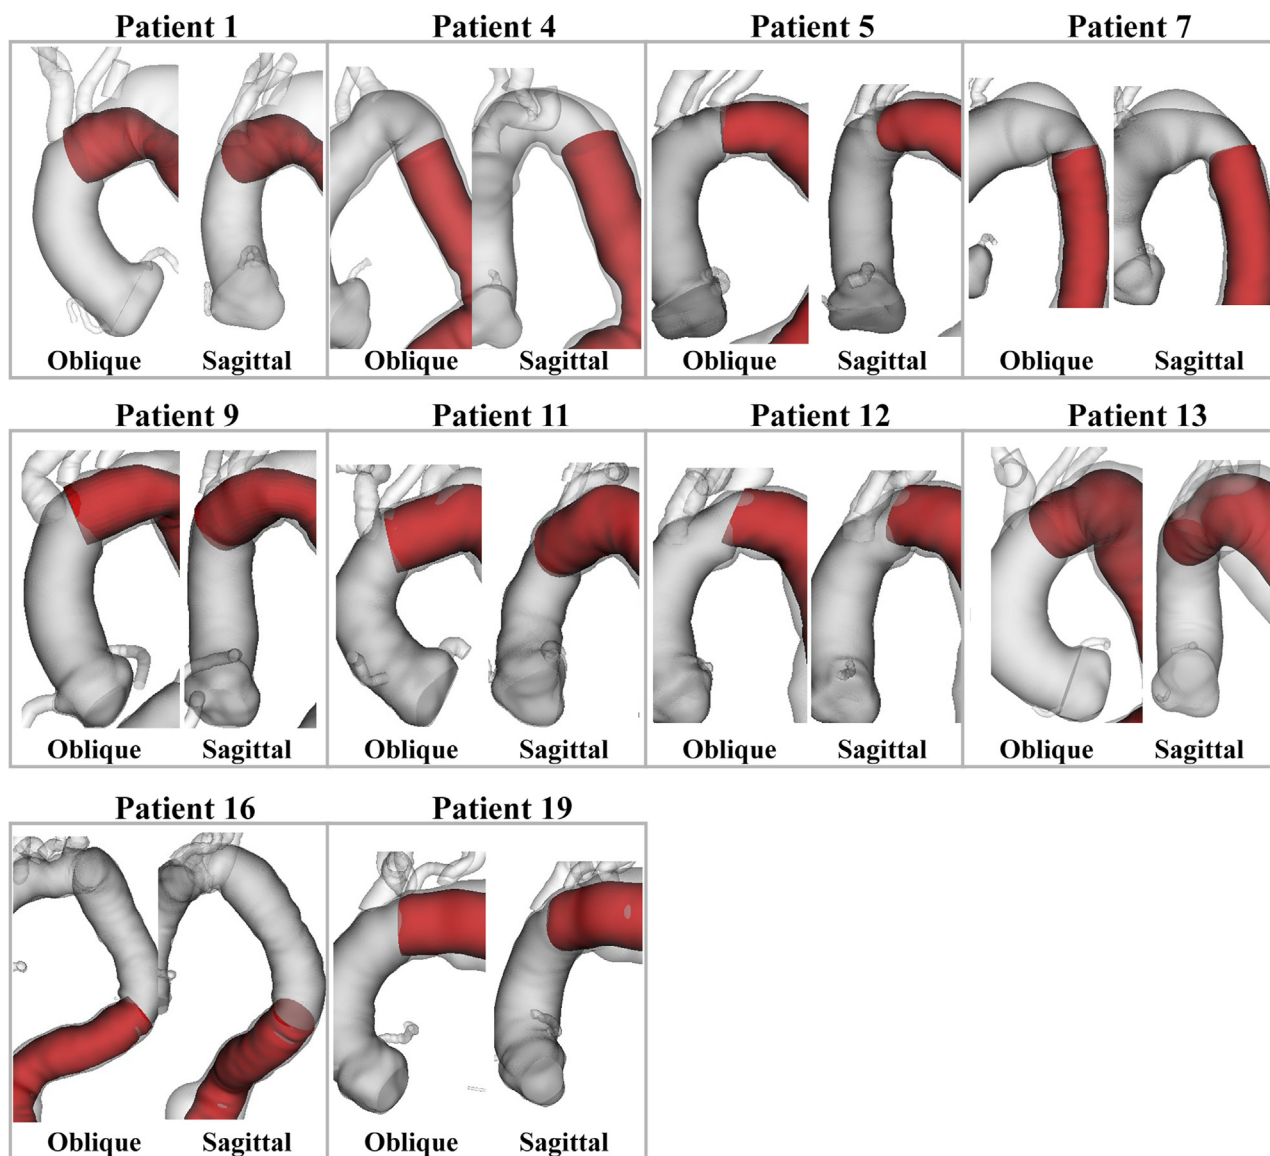 Patient 1 Patient 4 Patient 5 Patient 7
Oblique Sagittal Oblique Sagittal Oblique Sagittal Oblique Sagittal
Patient 9 Patient 11 Patient 12 Patient 13
Oblique Sagittal Oblique Sagittal Oblique Sagittal Oblique Sagittal
Patient 16 Patient 19
Oblique Sagittal Oblique Sagittal